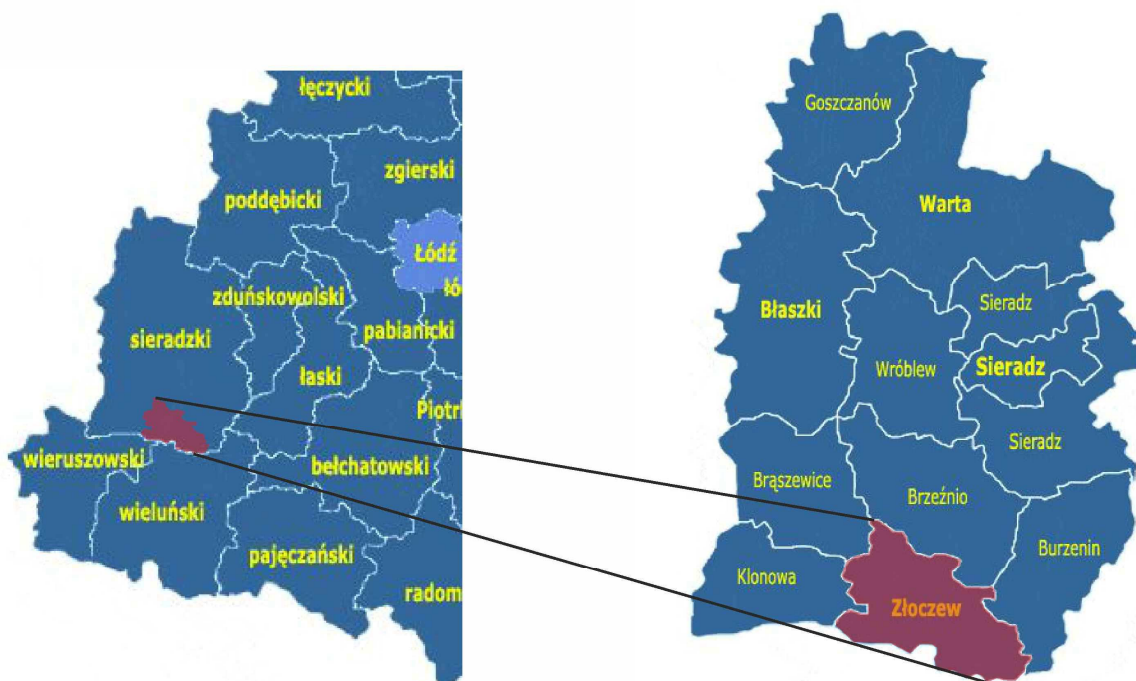 łęczycki
zgierski
poddębicki
Łódź
zduńskowolski
łó
sieradzki
pabianicki
łaski
Piotrk
wieruszowski
bełchatowski
wieluński
pajęczański
radom
Goszczanów
Warta
Błaszki
Sieradz
Wróblew
Sieradz
Sieradz
Brąszewice
Brzeźnio
Burzenin
Klonowa
Złoczew